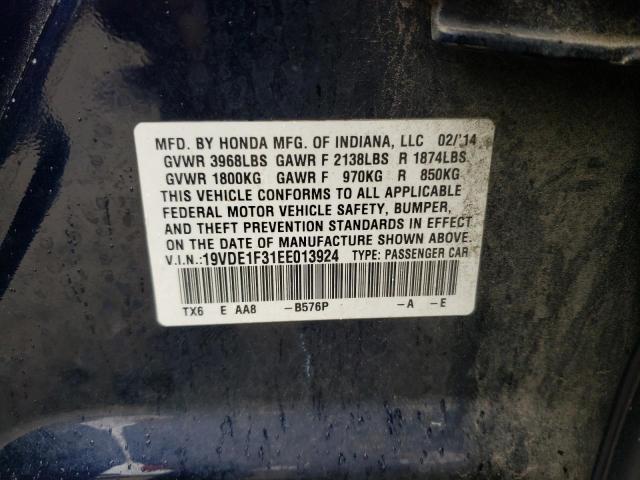 MFD. BY HONDA MFG. OF INDIANA, LLC 02/'14
GVWR 3968LBS GAWR F 2138LBS R 1874LBS
GVWR 1800KG GAWR F 970KG R 850KG
THIS VEHICLE CONFORMS TO ALL APPLICABLE
FEDERAL MOTOR VEHICLE SAFETY, BUMPER,
AND THEFT PREVENTION STANDARDS IN EFFECT
ON THE DATE OF MANUFACTURE SHOWN ABOVE.
V.I.N.:19VDE1F31EE013924 TYPE: PASSENGER CAR
TX6 E AA8 -B576P -A -E